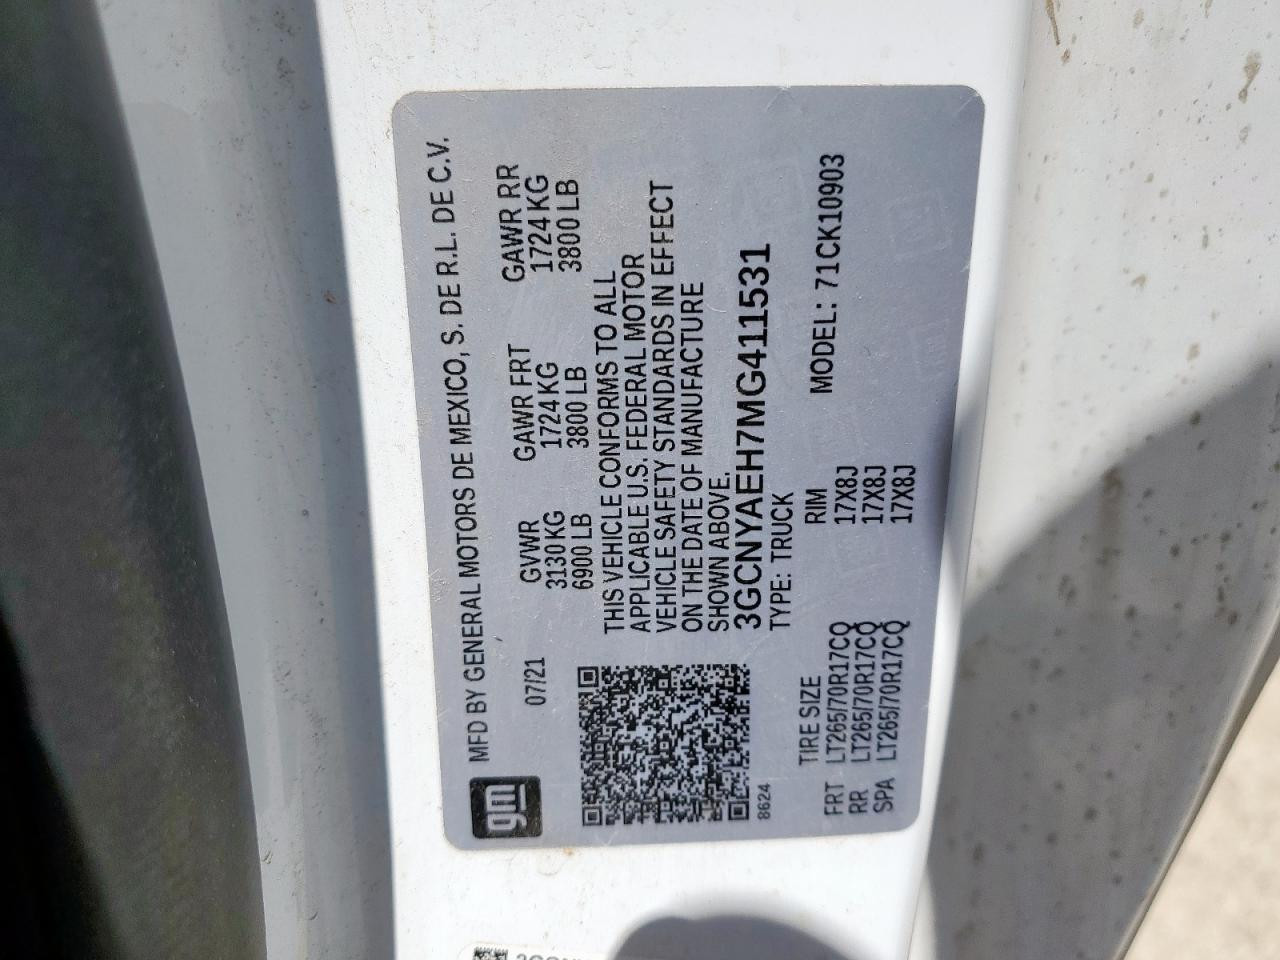 gm MFD BY GENERAL MOTORS DE MEXICO, S. DE R.L. DE C.V.
07/21 GVWR GAWR FRT GAWR RR
3130 KG 1724 KG 1724 KG
6900 LB 3800 LB 3800 LB
THIS VEHICLE CONFORMS TO ALL
APPLICABLE U.S. FEDERAL MOTOR
VEHICLE SAFETY STANDARDS IN EFFECT
ON THE DATE OF MANUFACTURE
SHOWN ABOVE.
3GCNYAEH7MG411531
8624 TYPE: TRUCK
TIRE SIZE RIM MODEL: 71CK10903
FRT LT265/70R17CQ 17X8J
RR LT265/70R17CQ 17X8J
SPA LT265/70R17CQ 17X8J